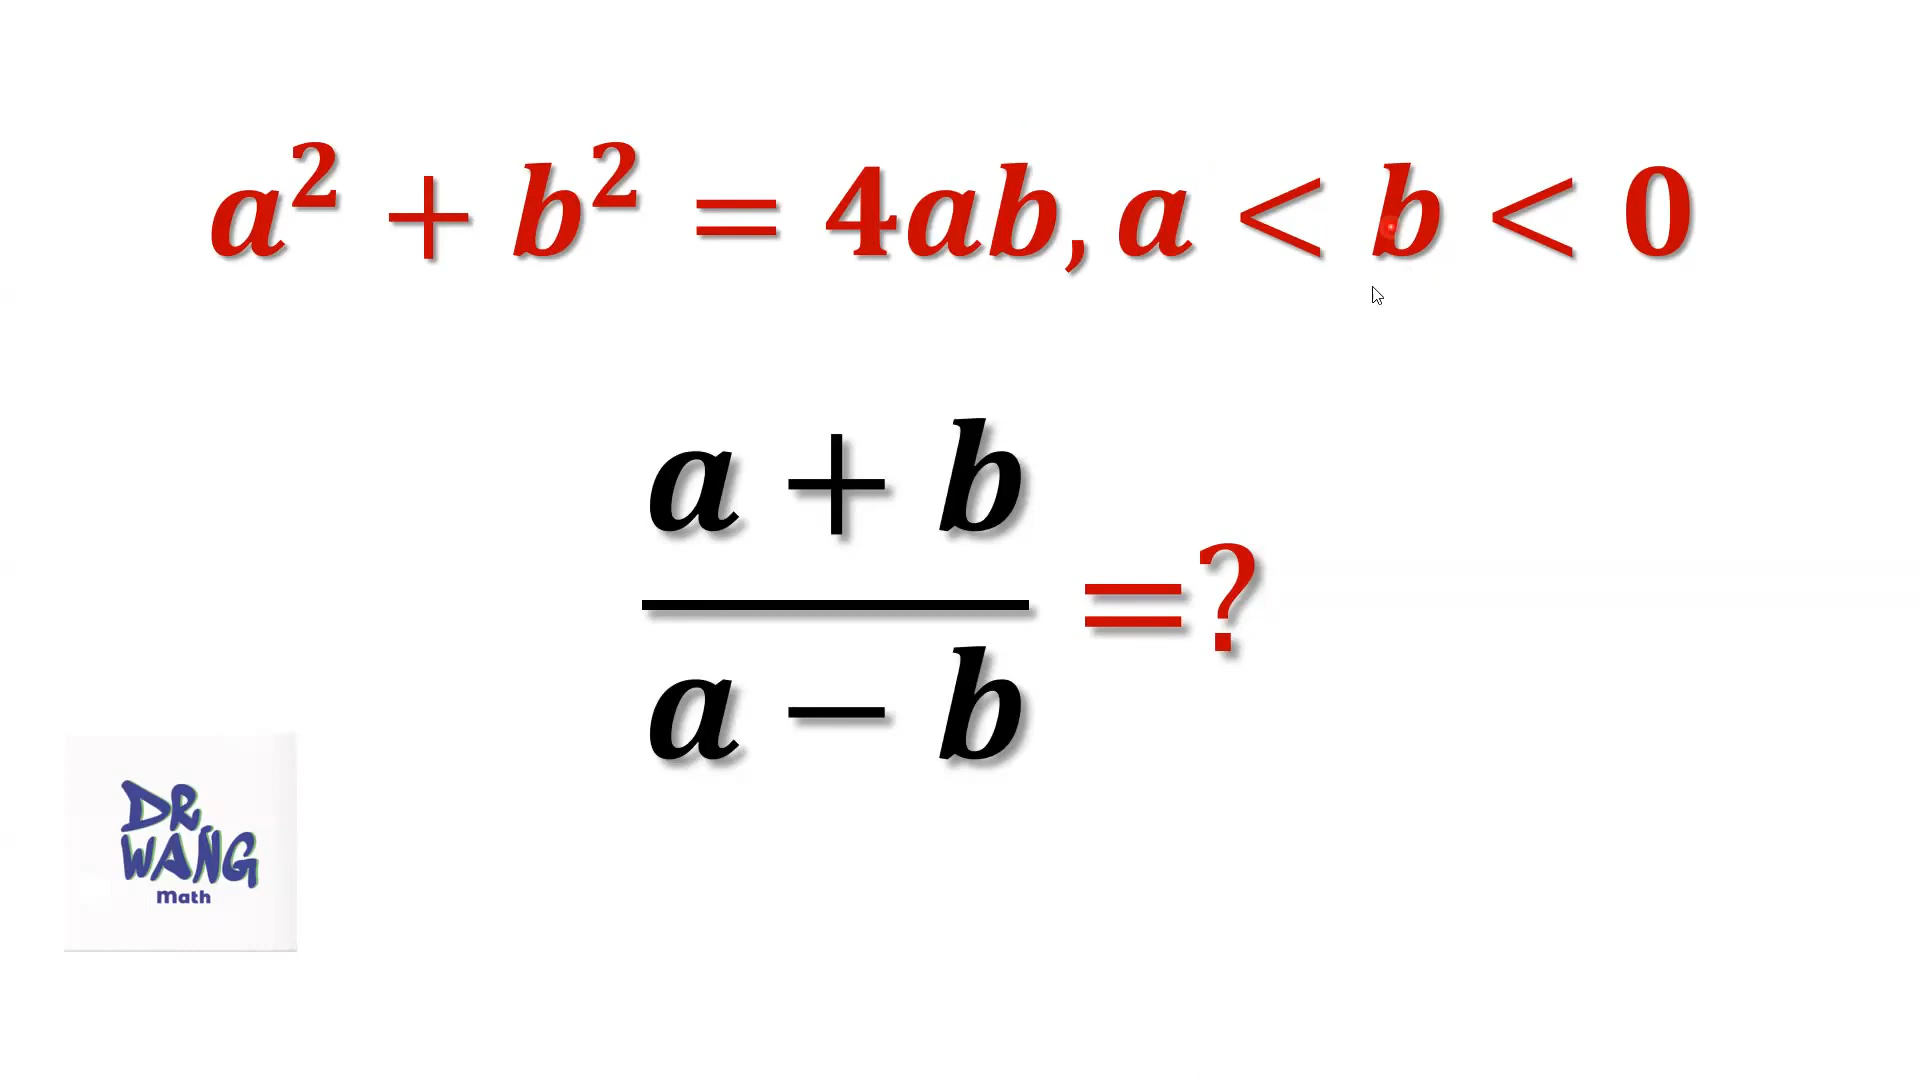 a² + b² = 4ab, a < b < 0
a + b
a − b
=?
DR.
WANG
Math